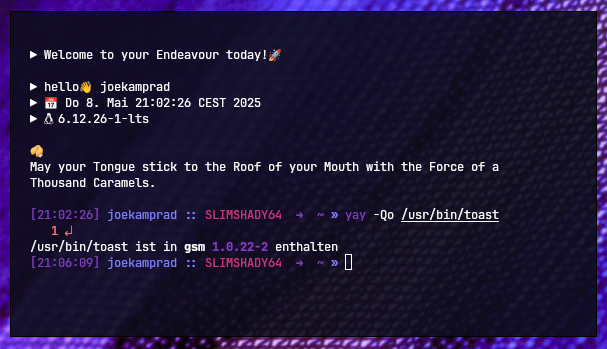 ▶ Welcome to your Endeavour today!🚀
▶ hello👋 joekamprad
▶ 📅 Do 8. Mai 21:02:26 CEST 2025
▶ 🐧 6.12.26-1-lts
🥠
May your Tongue stick to the Roof of your Mouth with the Force of a
Thousand Caramels.
[21:02:26] joekamprad :: SLIMSHADY64 → ~ » yay -Qo /usr/bin/toast
1 ↲
/usr/bin/toast ist in gsm 1.0.22-2 enthalten
[21:06:09] joekamprad :: SLIMSHADY64 → ~ »